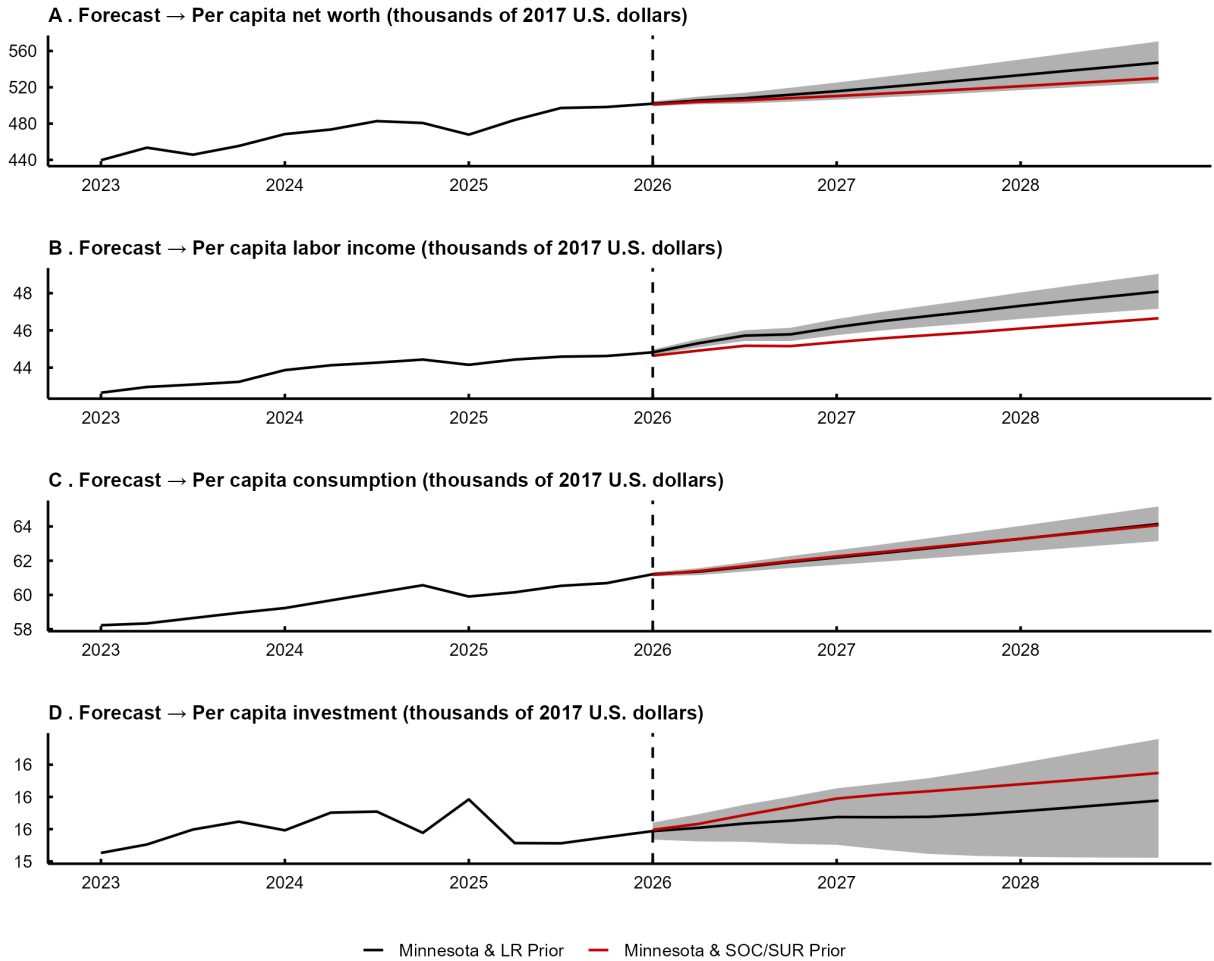 A . Forecast → Per capita net worth (thousands of 2017 U.S. dollars)
560
520
480
440
2023 2024 2025 2026 2027 2028
B . Forecast → Per capita labor income (thousands of 2017 U.S. dollars)
48
46
44
2023 2024 2025 2026 2027 2028
C . Forecast → Per capita consumption (thousands of 2017 U.S. dollars)
64
62
60
58
2023 2024 2025 2026 2027 2028
D . Forecast → Per capita investment (thousands of 2017 U.S. dollars)
16
16
16
15
2023 2024 2025 2026 2027 2028
Minnesota & LR Prior Minnesota & SOC/SUR Prior